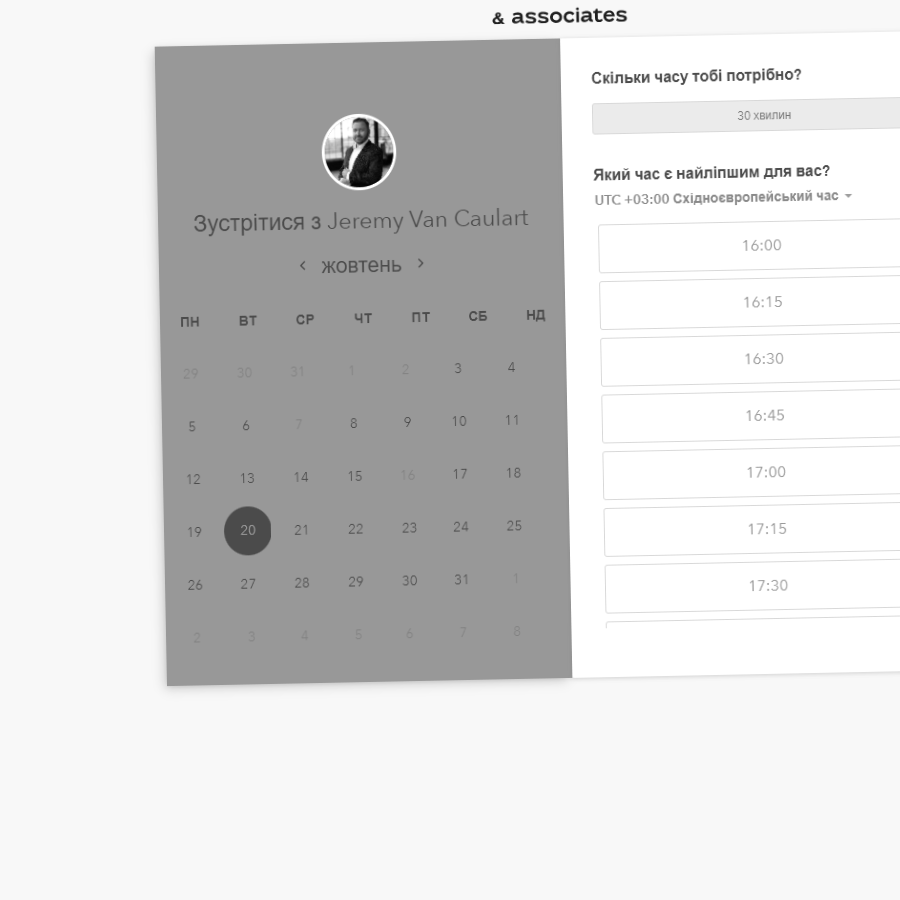 & associates
Зустрітися з Jeremy Van Caulart
жовтень
ПН ВТ СР ЧТ ПТ СБ НД
29 30 31 1 2 3 4
5 6 7 8 9 10 11
12 13 14 15 16 17 18
19 20 21 22 23 24 25
26 27 28 29 30 31 1
2 3 4 5 6 7 8
Скільки часу тобі потрібно?
30 хвилин
Який час є найліпшим для вас?
UTC +03:00 Східноєвропейський час
16:00
16:15
16:30
16:45
17:00
17:15
17:30